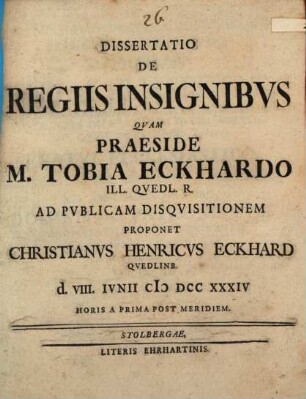 26
DISSERTATIO
DE
REGIIS INSIGNIBVS
QVAM
PRAESIDE
M. TOBIA ECKHARDO
ILL. QVEDL. R.
AD PVBLICAM DISQVISITIONEM
PROPONET
CHRISTIANVS HENRICVS ECKHARD
QVEDLINB.
d. VIII. IVNII CIↃ DCC XXXIV
HORIS A PRIMA POST MERIDIEM.
STOLBERGAE,
LITERIS EHRHARTINIS.